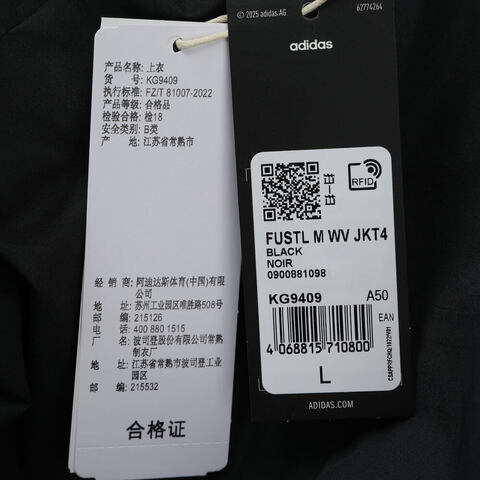 产品名称: 上衣
货 号: KG9409
执行标准: FZ/T 81007-2022
产品等级: 合格品
检验合格: 检18
安全类别: B类
产 地: 江苏省常熟市
经 销 商: 阿迪达斯体育(中国)有限
公司
地 址: 苏州工业园区唯胜路508号
邮 编: 215126
电 话: 400 880 1515
制 造 商: 波司登股份有限公司常熟
制衣厂
地 址: 江苏省常熟市波司登工业
园区
邮 编: 215532
合格证
© 2025 adidas AG
62774264
adidas
扫一扫
RFID
FUSTL M WV JKT4
BLACK
NOIR
0900881098
KG9409 A50
EAN
4 068815 710800
L
ADIDAS.COM